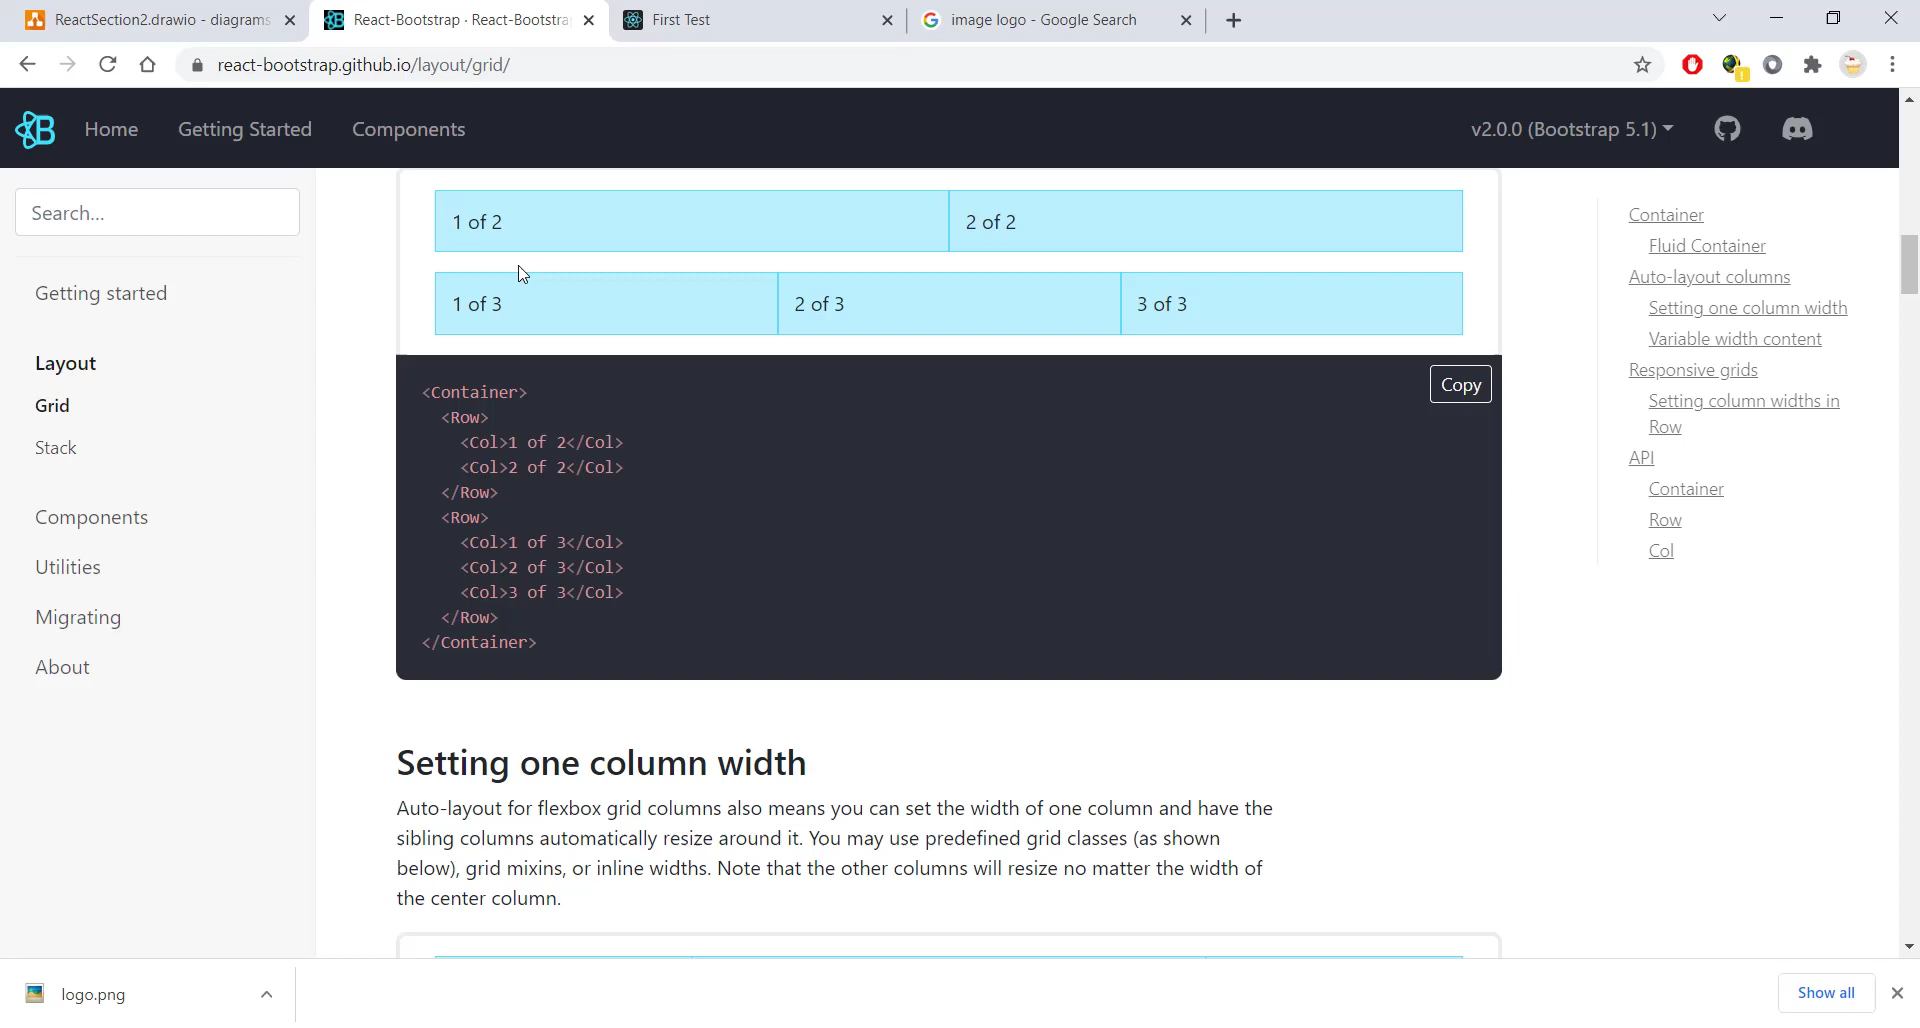 ReactSection2.drawio - diagrams
React-Bootstrap · React-Bootstra
First Test
image logo - Google Search
react-bootstrap.github.io/layout/grid/
Home
Getting Started
Components
v2.0.0 (Bootstrap 5.1)
Search...
Getting started
Layout
Grid
Stack
Components
Utilities
Migrating
About
1 of 2
2 of 2
1 of 3
2 of 3
3 of 3
Copy
<Container>
  <Row>
    <Col>1 of 2</Col>
    <Col>2 of 2</Col>
  </Row>
  <Row>
    <Col>1 of 3</Col>
    <Col>2 of 3</Col>
    <Col>3 of 3</Col>
  </Row>
</Container>
Setting one column width
Auto-layout for flexbox grid columns also means you can set the width of one column and have the
sibling columns automatically resize around it. You may use predefined grid classes (as shown
below), grid mixins, or inline widths. Note that the other columns will resize no matter the width of
the center column.
Container
Fluid Container
Auto-layout columns
Setting one column width
Variable width content
Responsive grids
Setting column widths in
Row
API
Container
Row
Col
logo.png
Show all